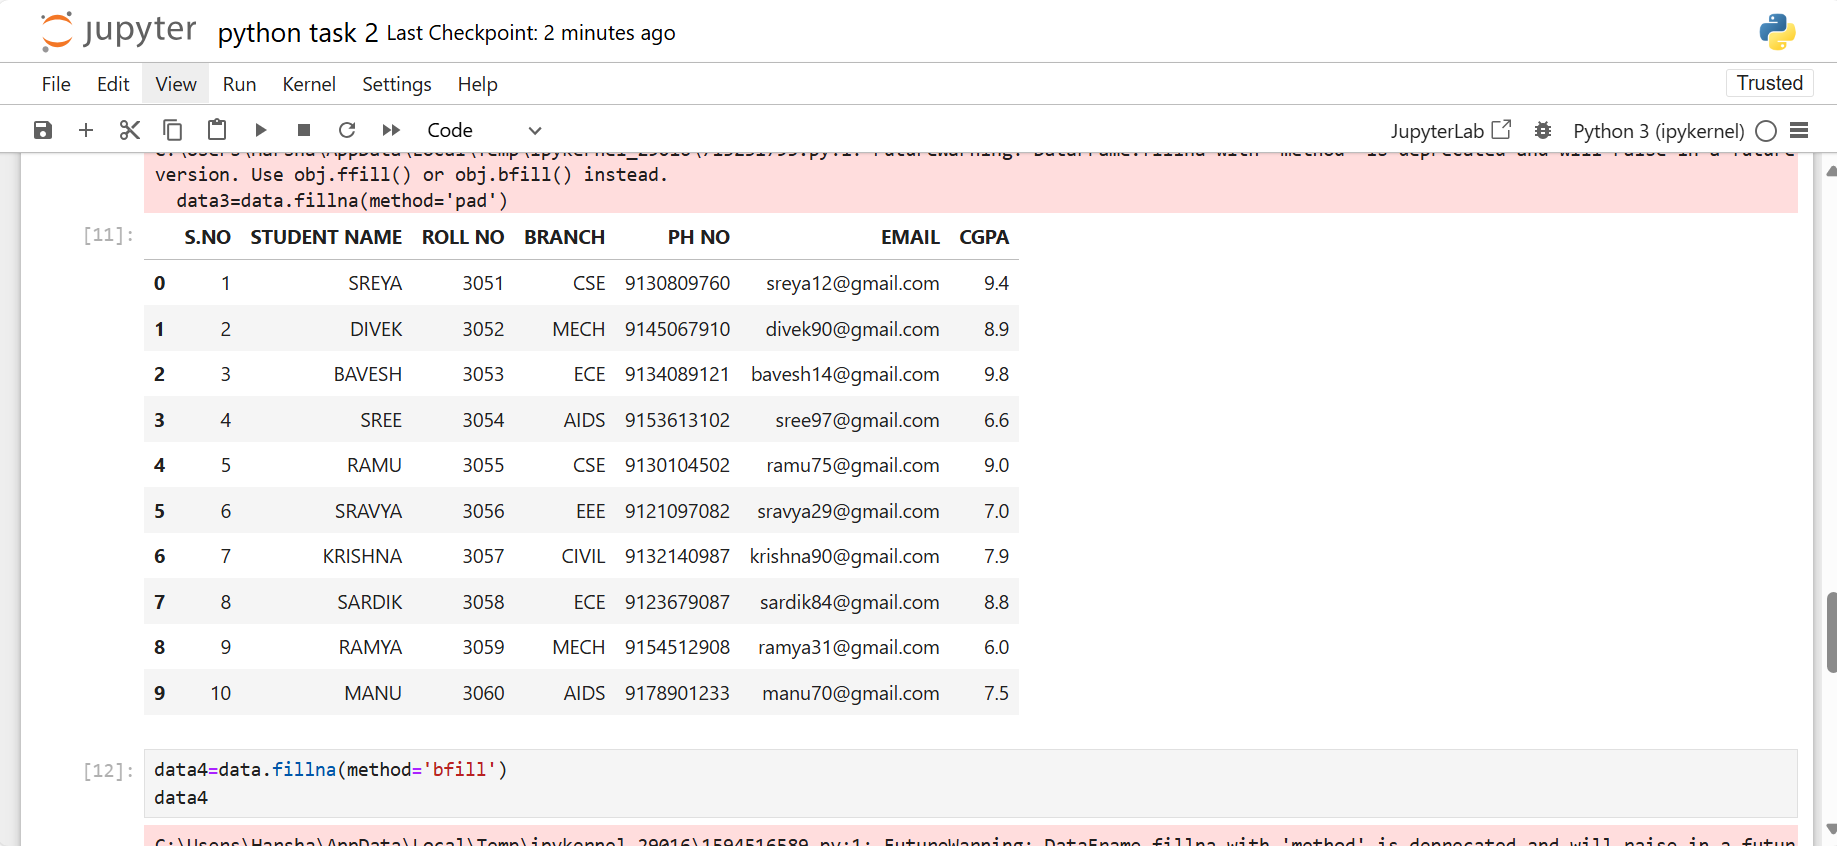 jupyter python task 2 Last Checkpoint: 2 minutes ago
File Edit View Run Kernel Settings Help Trusted
Code JupyterLab Python 3 (ipykernel)
version. Use obj.ffill() or obj.bfill() instead.
data3=data.fillna(method='pad')
[11]: S.NO STUDENT NAME ROLL NO BRANCH PH NO EMAIL CGPA
0 1 SREYA 3051 CSE 9130809760 sreya12@gmail.com 9.4
1 2 DIVEK 3052 MECH 9145067910 divek90@gmail.com 8.9
2 3 BAVESH 3053 ECE 9134089121 bavesh14@gmail.com 9.8
3 4 SREE 3054 AIDS 9153613102 sree97@gmail.com 6.6
4 5 RAMU 3055 CSE 9130104502 ramu75@gmail.com 9.0
5 6 SRAVYA 3056 EEE 9121097082 sravya29@gmail.com 7.0
6 7 KRISHNA 3057 CIVIL 9132140987 krishna90@gmail.com 7.9
7 8 SARDIK 3058 ECE 9123679087 sardik84@gmail.com 8.8
8 9 RAMYA 3059 MECH 9154512908 ramya31@gmail.com 6.0
9 10 MANU 3060 AIDS 9178901233 manu70@gmail.com 7.5
[12]: data4=data.fillna(method='bfill')
data4
C:\Users\Harsha\AppData\Local\Temp\ipykernel_29016\1594516589.py:1: FutureWarning: DataFrame.fillna with 'method' is deprecated and will raise in a futur